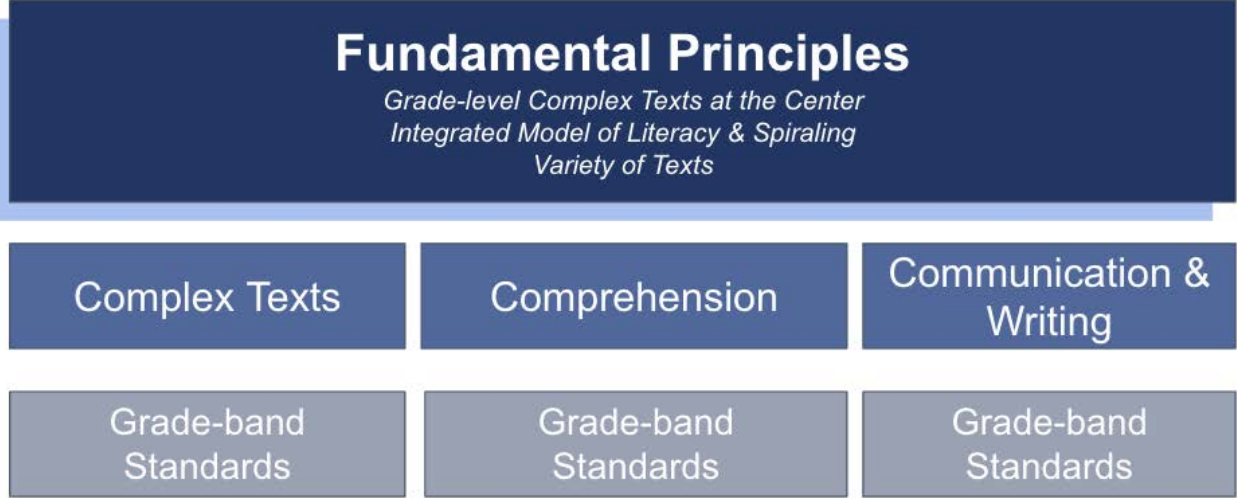 Fundamental Principles
Grade-level Complex Texts at the Center
Integrated Model of Literacy & Spiraling
Variety of Texts
Complex Texts
Comprehension
Communication &
Writing
Grade-band
Standards
Grade-band
Standards
Grade-band
Standards